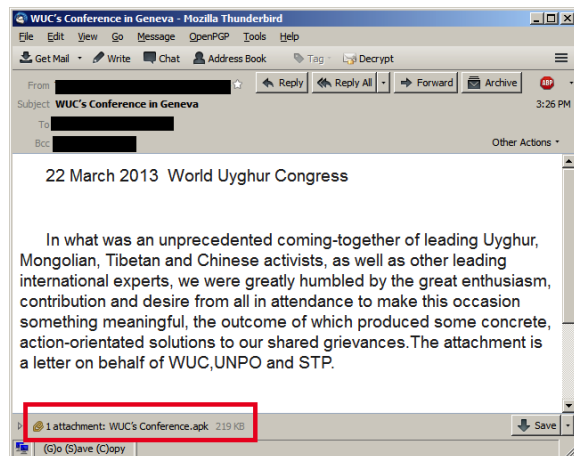 WUC's Conference in Geneva - Mozilla Thunderbird
File Edit View Go Message OpenPGP Tools Help
Get Mail Write Chat Address Book Tag Decrypt
From Reply Reply All Forward Archive ABP
Subject WUC's Conference in Geneva 3:26 PM
To
Bcc Other Actions
22 March 2013 World Uyghur Congress
In what was an unprecedented coming-together of leading Uyghur,
Mongolian, Tibetan and Chinese activists, as well as other leading
international experts, we were greatly humbled by the great enthusiasm,
contribution and desire from all in attendance to make this occasion
something meaningful, the outcome of which produced some concrete,
action-orientated solutions to our shared grievances.The attachment is
a letter on behalf of WUC,UNPO and STP.
1 attachment: WUC's Conference.apk 219 KB Save
(G)o (S)ave (C)opy